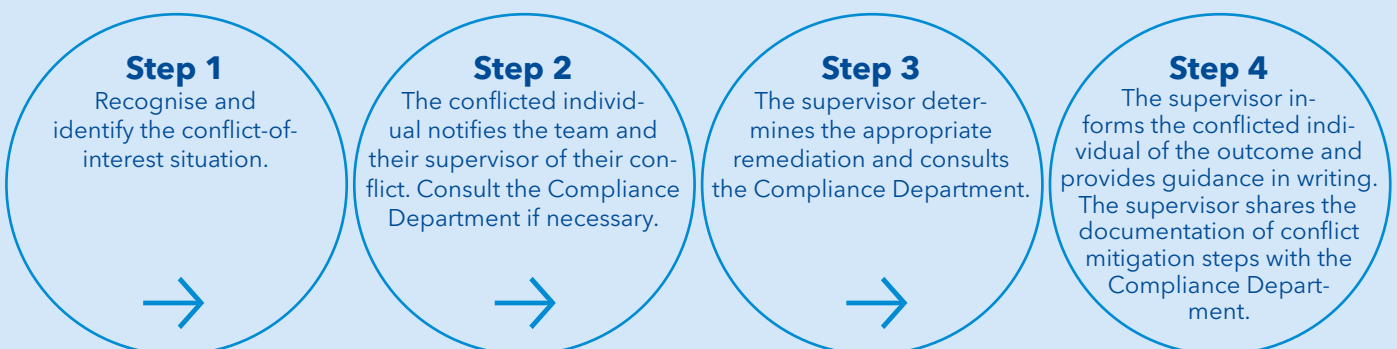 Step 1
Recognise and
identify the conflict-of-
interest situation.
Step 2
The conflicted individ-
ual notifies the team and
their supervisor of their con-
flict. Consult the Compliance
Department if necessary.
Step 3
The supervisor deter-
mines the appropriate
remediation and consults
the Compliance Department.
Step 4
The supervisor in-
forms the conflicted indi-
vidual of the outcome and
provides guidance in writing.
The supervisor shares the
documentation of conflict
mitigation steps with the
Compliance Depart-
ment.